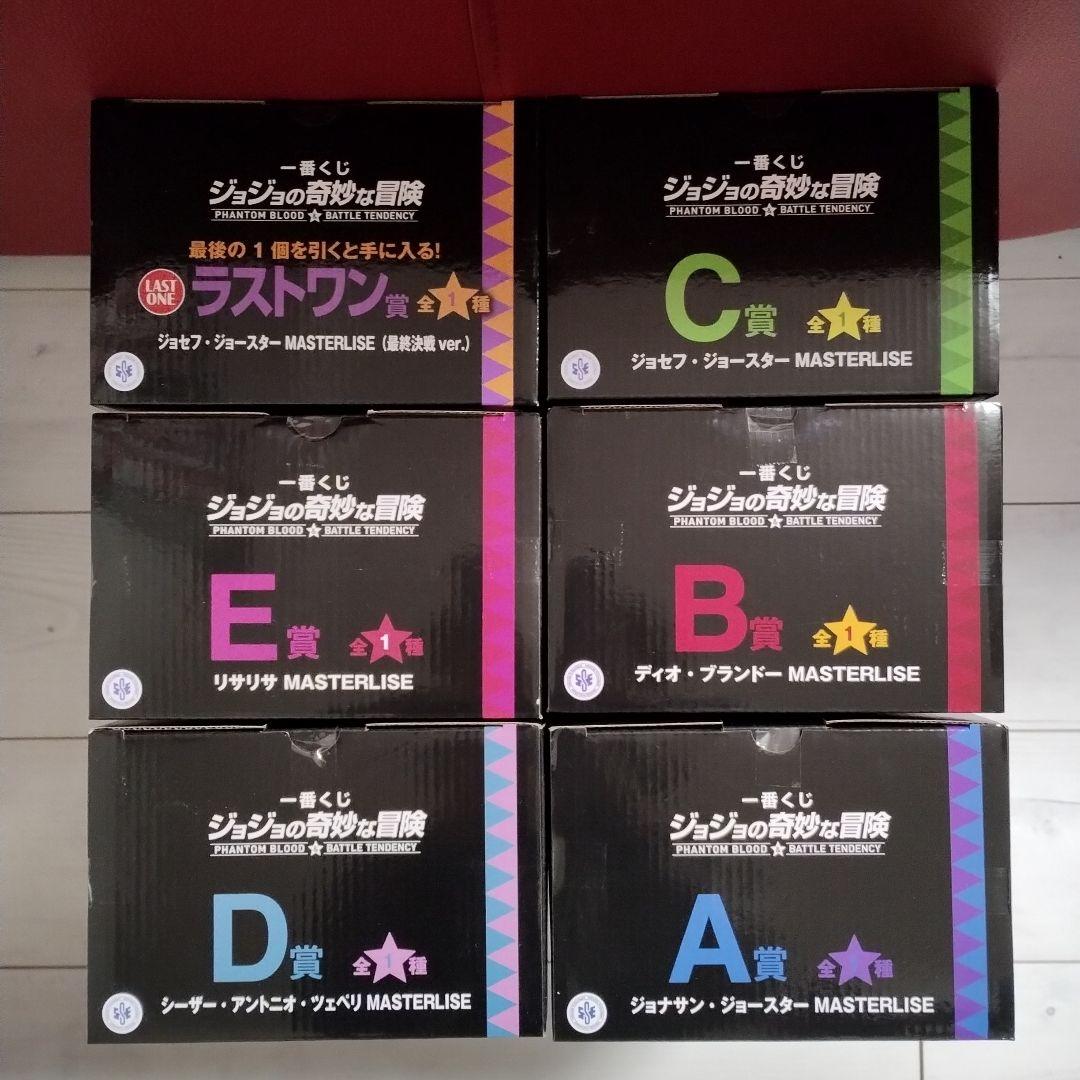 一番くじ
ジョジョの奇妙な冒険
PHANTOM BLOOD & BATTLE TENDENCY
最後の1個を引くと手に入る!
LAST ONE
ラストワン賞 全1種
ジョセフ・ジョースター MASTERLISE (最終決戦 ver.)
一番くじ
ジョジョの奇妙な冒険
PHANTOM BLOOD & BATTLE TENDENCY
C賞 全1種
ジョセフ・ジョースター MASTERLISE
一番くじ
ジョジョの奇妙な冒険
PHANTOM BLOOD & BATTLE TENDENCY
E賞 全1種
リサリサ MASTERLISE
一番くじ
ジョジョの奇妙な冒険
PHANTOM BLOOD & BATTLE TENDENCY
B賞 全1種
ディオ・ブランドー MASTERLISE
一番くじ
ジョジョの奇妙な冒険
PHANTOM BLOOD & BATTLE TENDENCY
D賞 全1種
シーザー・アントニオ・ツェペリ MASTERLISE
一番くじ
ジョジョの奇妙な冒険
PHANTOM BLOOD & BATTLE TENDENCY
A賞 全1種
ジョナサン・ジョースター MASTERLISE